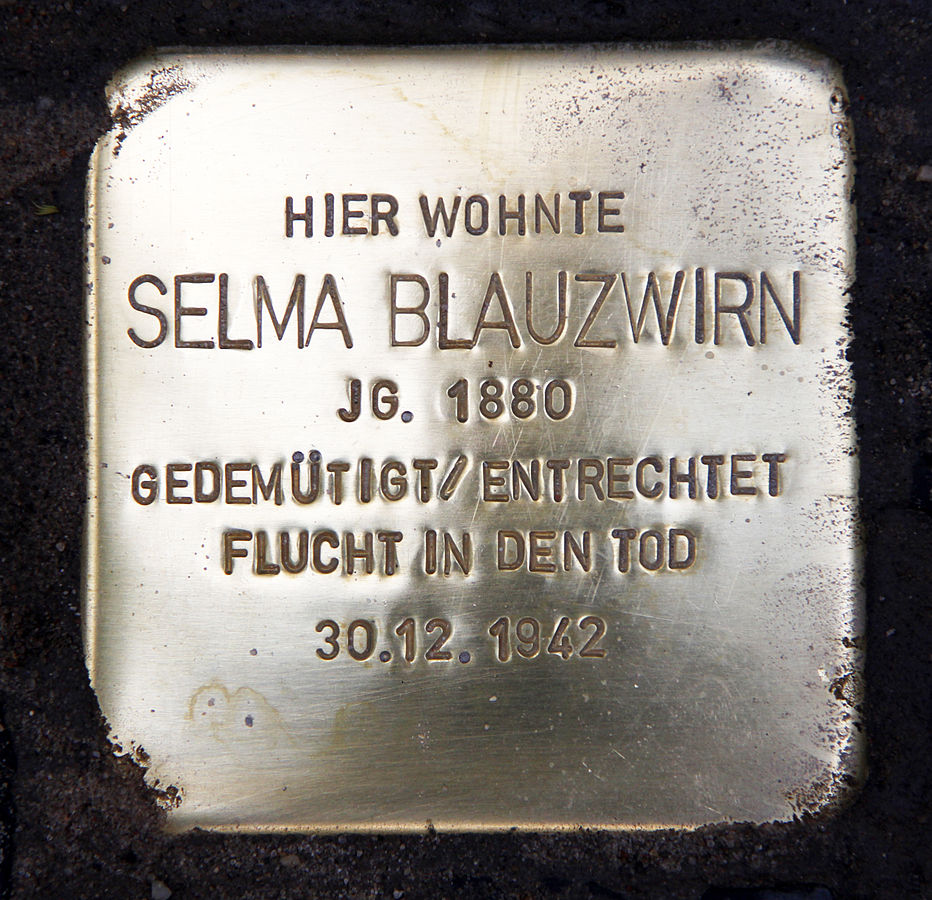 HIER WOHNTE
SELMA BLAUZWIRN
JG. 1880
GEDEMÜTIGT/ENTRECHTET
FLUCHT IN DEN TOD
30.12.1942